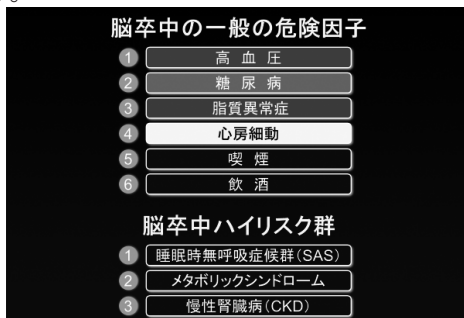 脳卒中の一般の危険因子
1 高血圧
2 糖尿病
3 脂質異常症
4 心房細動
5 喫煙
6 飲酒
脳卒中ハイリスク群
1 睡眠時無呼吸症候群(SAS)
2 メタボリックシンドローム
3 慢性腎臓病(CKD)